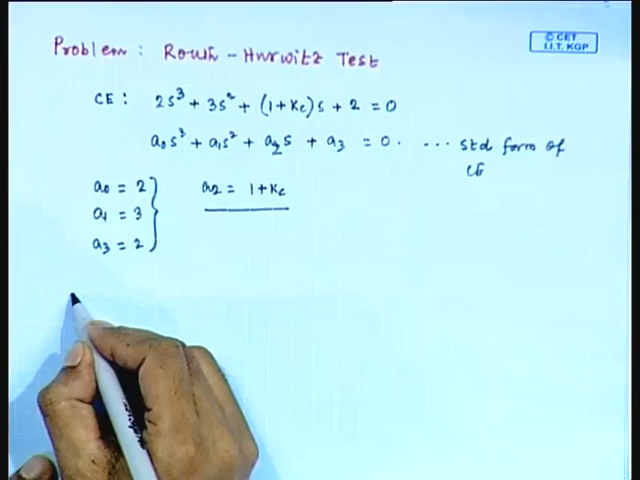 Problem : Routh - Hurwitz Test
© CET
I.I.T. KGP
CE : 2s³ + 3s² + (1+Kc)s + 2 = 0
a₀s³ + a₁s² + a₂s + a₃ = 0. ... Std form of
CE
a₀ = 2
a₁ = 3
a₃ = 2
a₂ = 1+Kc